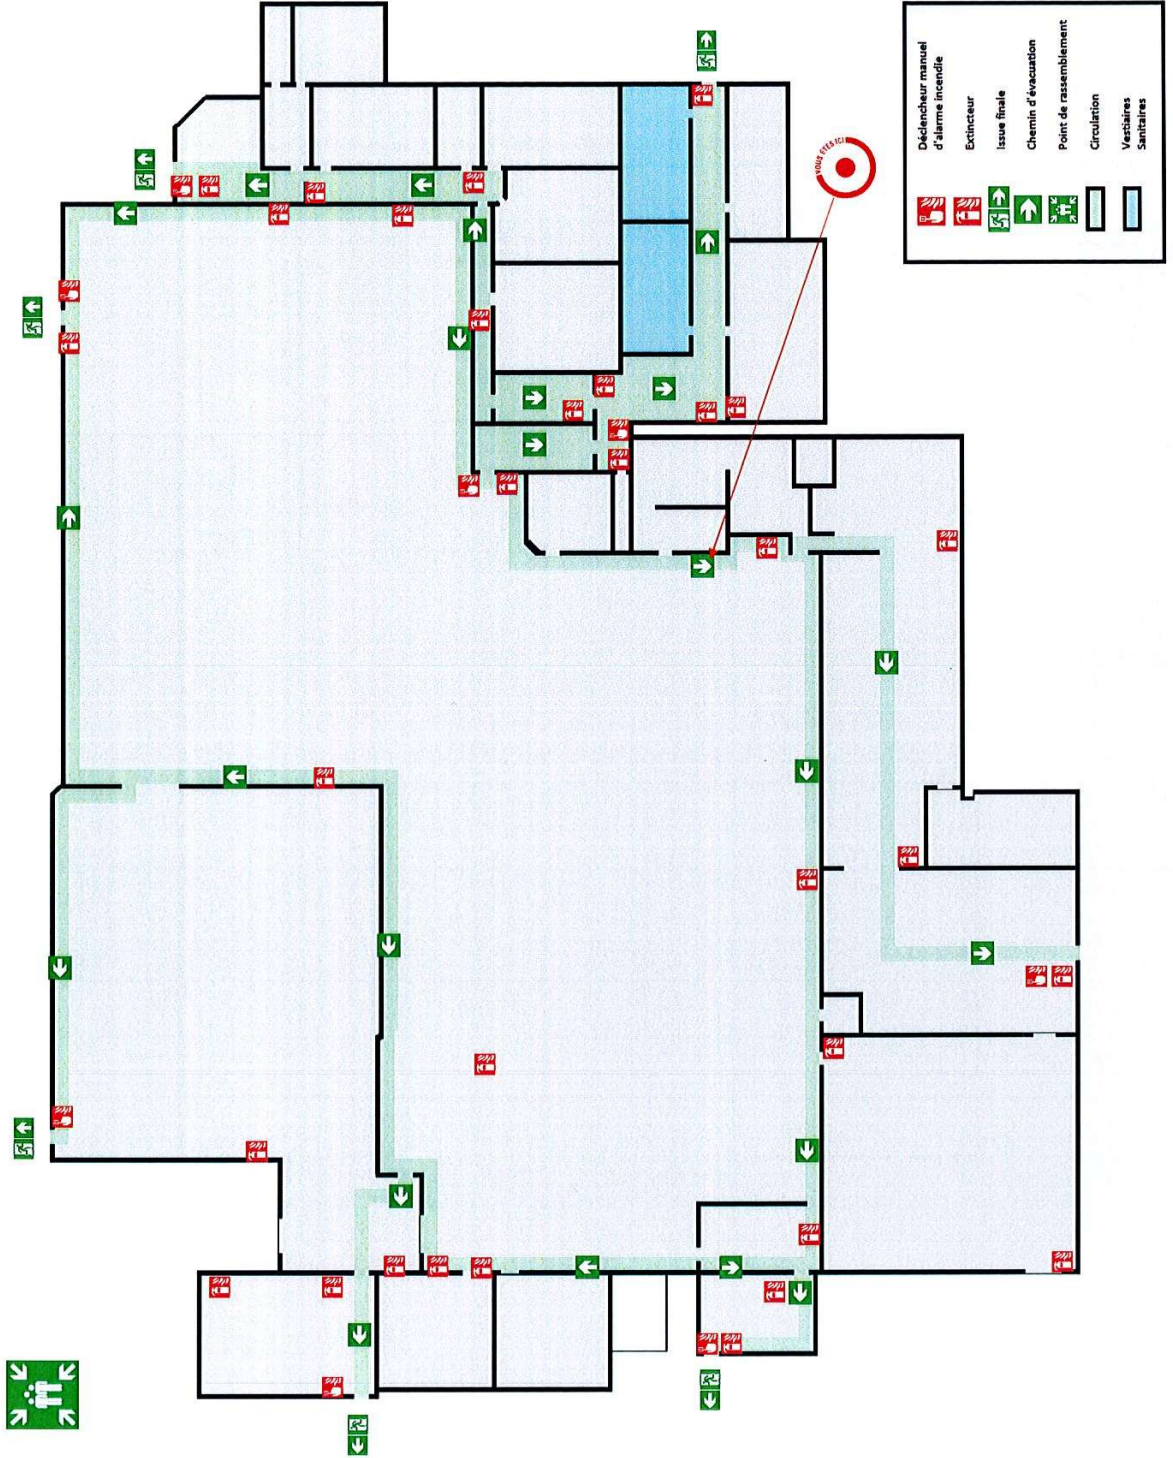 VOUS ÊTES ICI
Déclencheur manuel
d'alarme incendie
Extincteur
Issue finale
Chemin d'évacuation
Point de rassemblement
Circulation
Vestiaires
Sanitaires